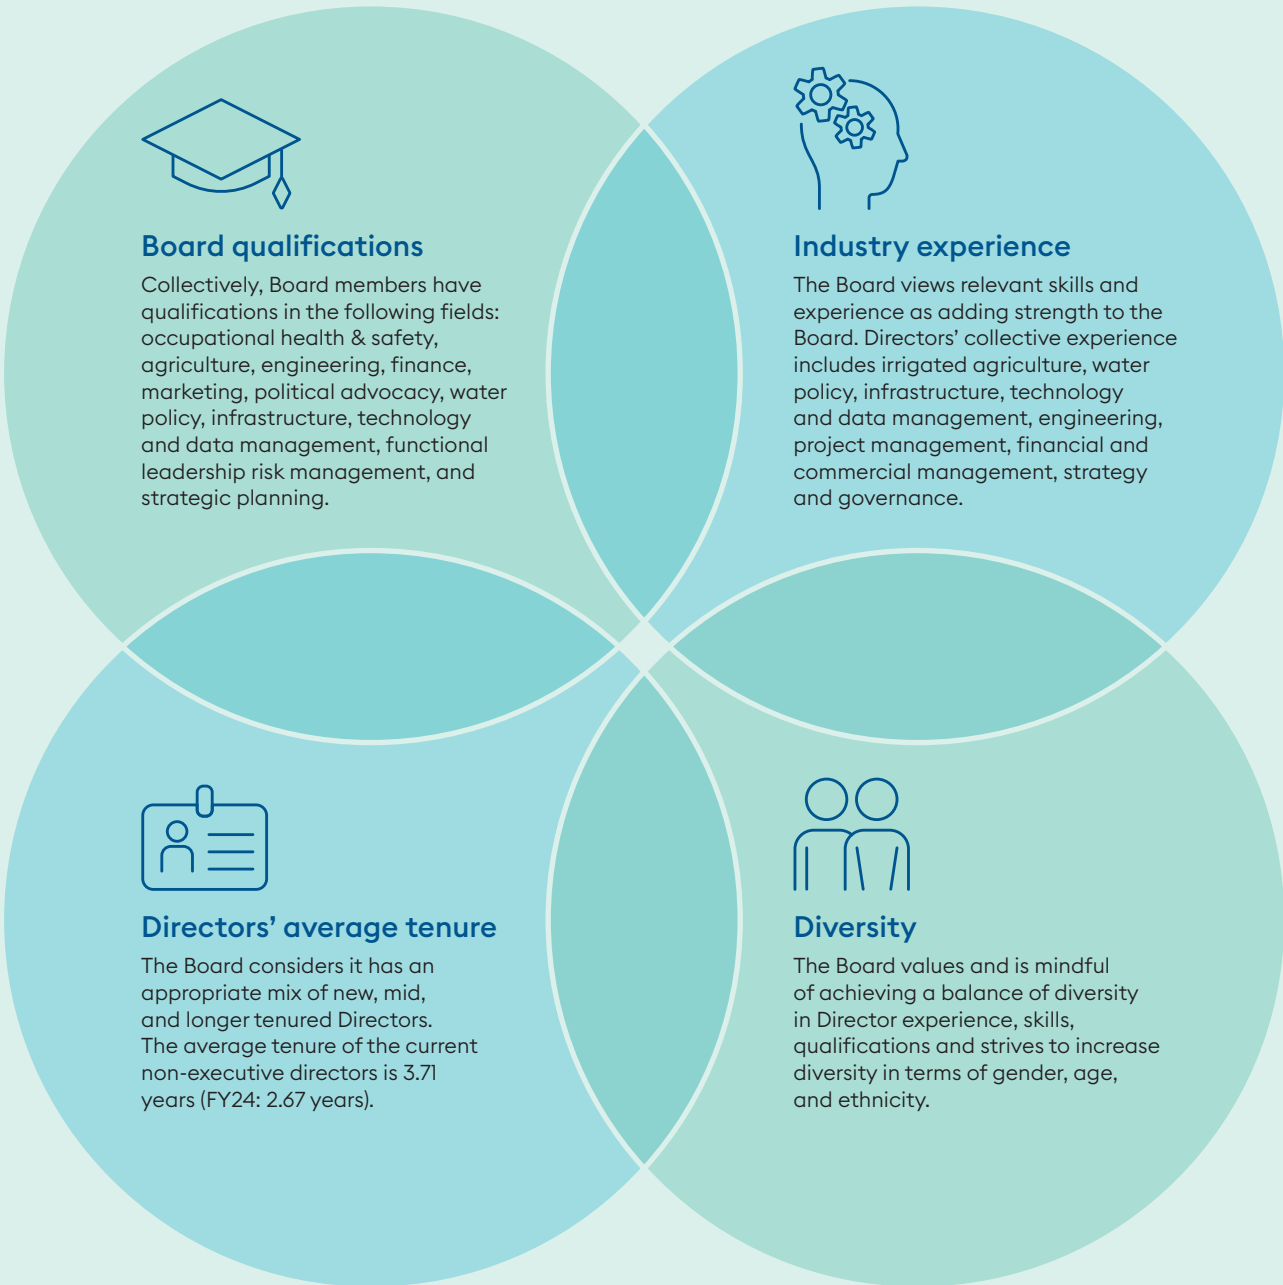 Board qualifications
Collectively, Board members have
qualifications in the following fields:
occupational health & safety,
agriculture, engineering, finance,
marketing, political advocacy, water
policy, infrastructure, technology
and data management, functional
leadership risk management, and
strategic planning.
Industry experience
The Board views relevant skills and
experience as adding strength to the
Board. Directors’ collective experience
includes irrigated agriculture, water
policy, infrastructure, technology
and data management, engineering,
project management, financial and
commercial management, strategy
and governance.
Directors’ average tenure
The Board considers it has an
appropriate mix of new, mid,
and longer tenured Directors.
The average tenure of the current
non-executive directors is 3.71
years (FY24: 2.67 years).
Diversity
The Board values and is mindful
of achieving a balance of diversity
in Director experience, skills,
qualifications and strives to increase
diversity in terms of gender, age,
and ethnicity.